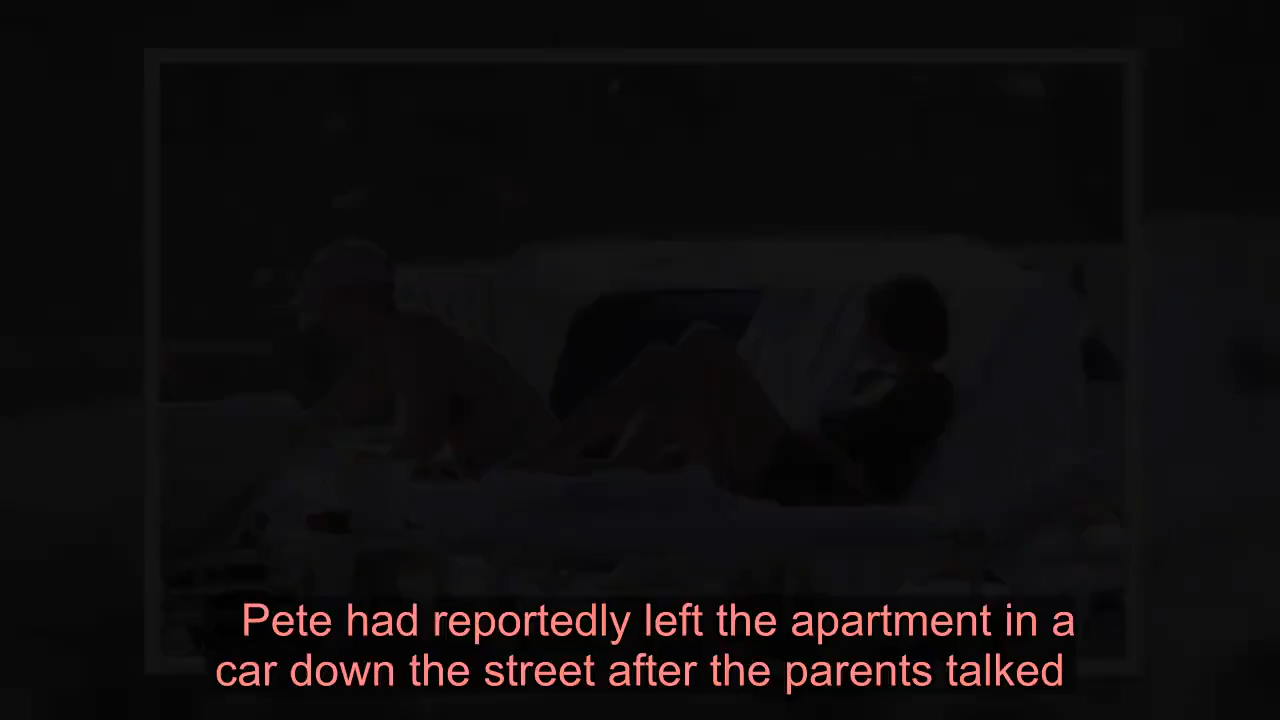 Pete had reportedly left the apartment in a
car down the street after the parents talked